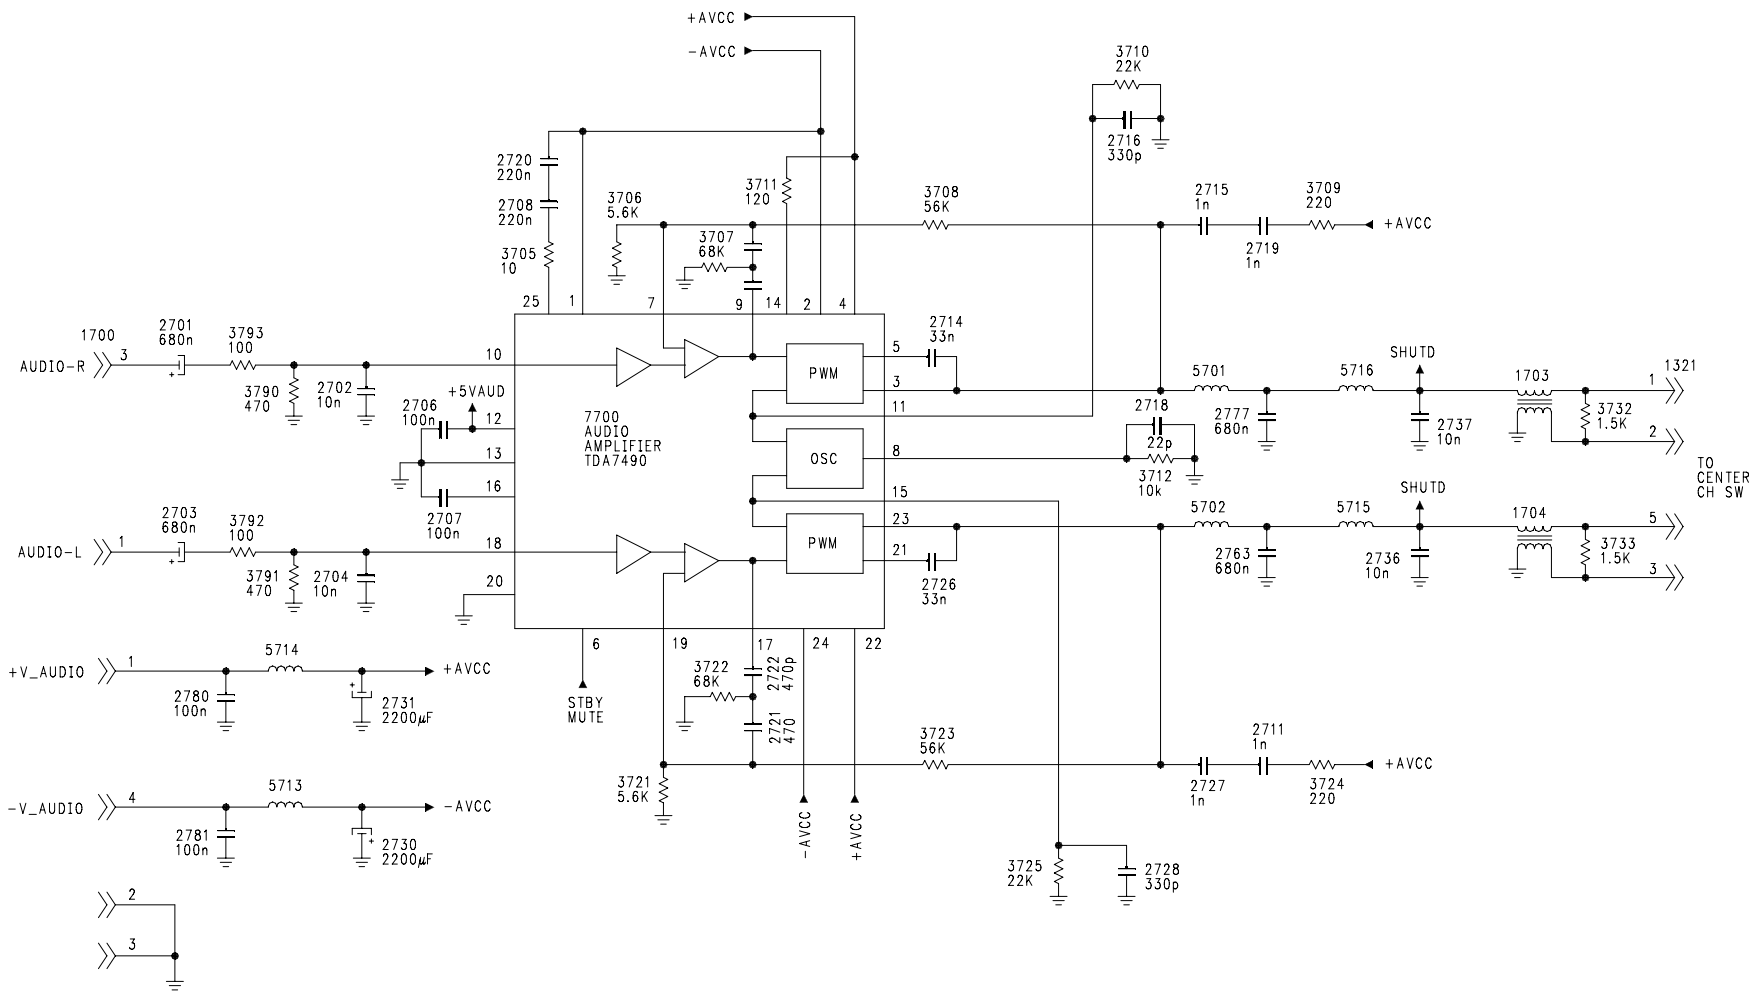 +AVCC
-AVCC
3710
22K
2716
330p
2720
220n
2708
220n
3705
10
3706
5.6K
3707
68K
3711
120
3708
56K
2715
1n
2719
1n
3709
220
+AVCC
25
1
7
9
14
2
4
1700
AUDIO-R
3
2701
680n
+
3793
100
3790
470
2702
10n
10
+5VAUD
2706
100n
12
13
16
2707
100n
7700
AUDIO
AMPLIFIER
TDA7490
PWM
OSC
PWM
5
3
11
8
15
23
21
2714
33n
2718
22p
3712
10k
2726
33n
5701
2777
680n
5716
SHUTD
2737
10n
1703
3732
1.5K
1321
1
2
TO
CENTER
CH SW
5702
2763
680n
5715
SHUTD
2736
10n
1704
3733
1.5K
5
3
AUDIO-L
1
2703
680n
+
3792
100
3791
470
2704
10n
18
20
6
19
17
24
22
STBY
MUTE
3722
68K
2722
470p
2721
470
3721
5.6K
3723
56K
-AVCC
+AVCC
2727
1n
2711
1n
3724
220
+AVCC
3725
22K
2728
330p
+V_AUDIO
1
5714
+AVCC
2780
100n
+
2731
2200µF
-V_AUDIO
4
5713
-AVCC
2781
100n
+
2730
2200µF
2
3